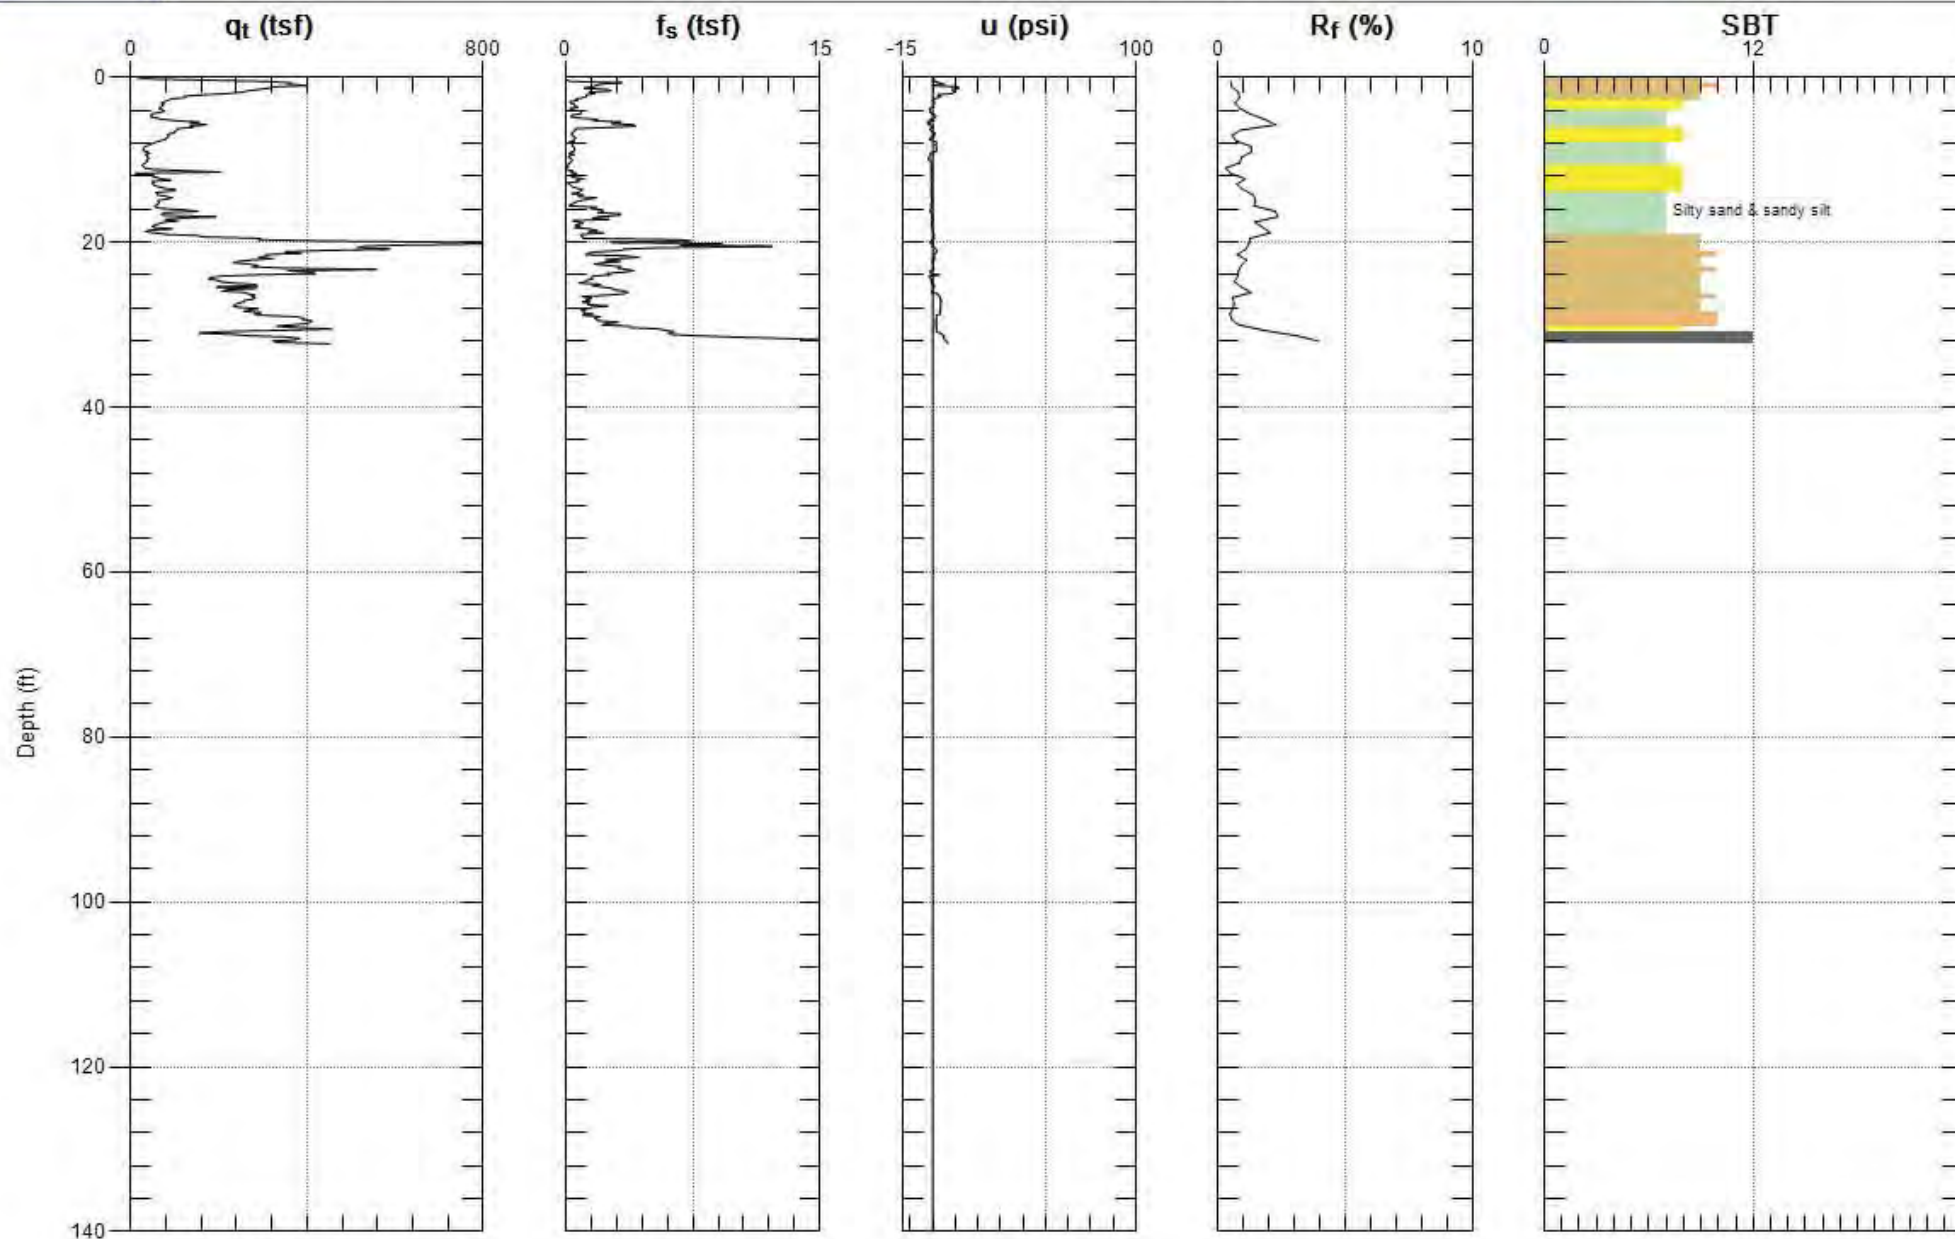 qt (tsf) fs (tsf) u (psi) Rf (%) SBT
0 800 0 15 -15 100 0 10 0 12
0
Silty sand & sandy silt
20
40
60
80
100
120
140
Depth (ft)